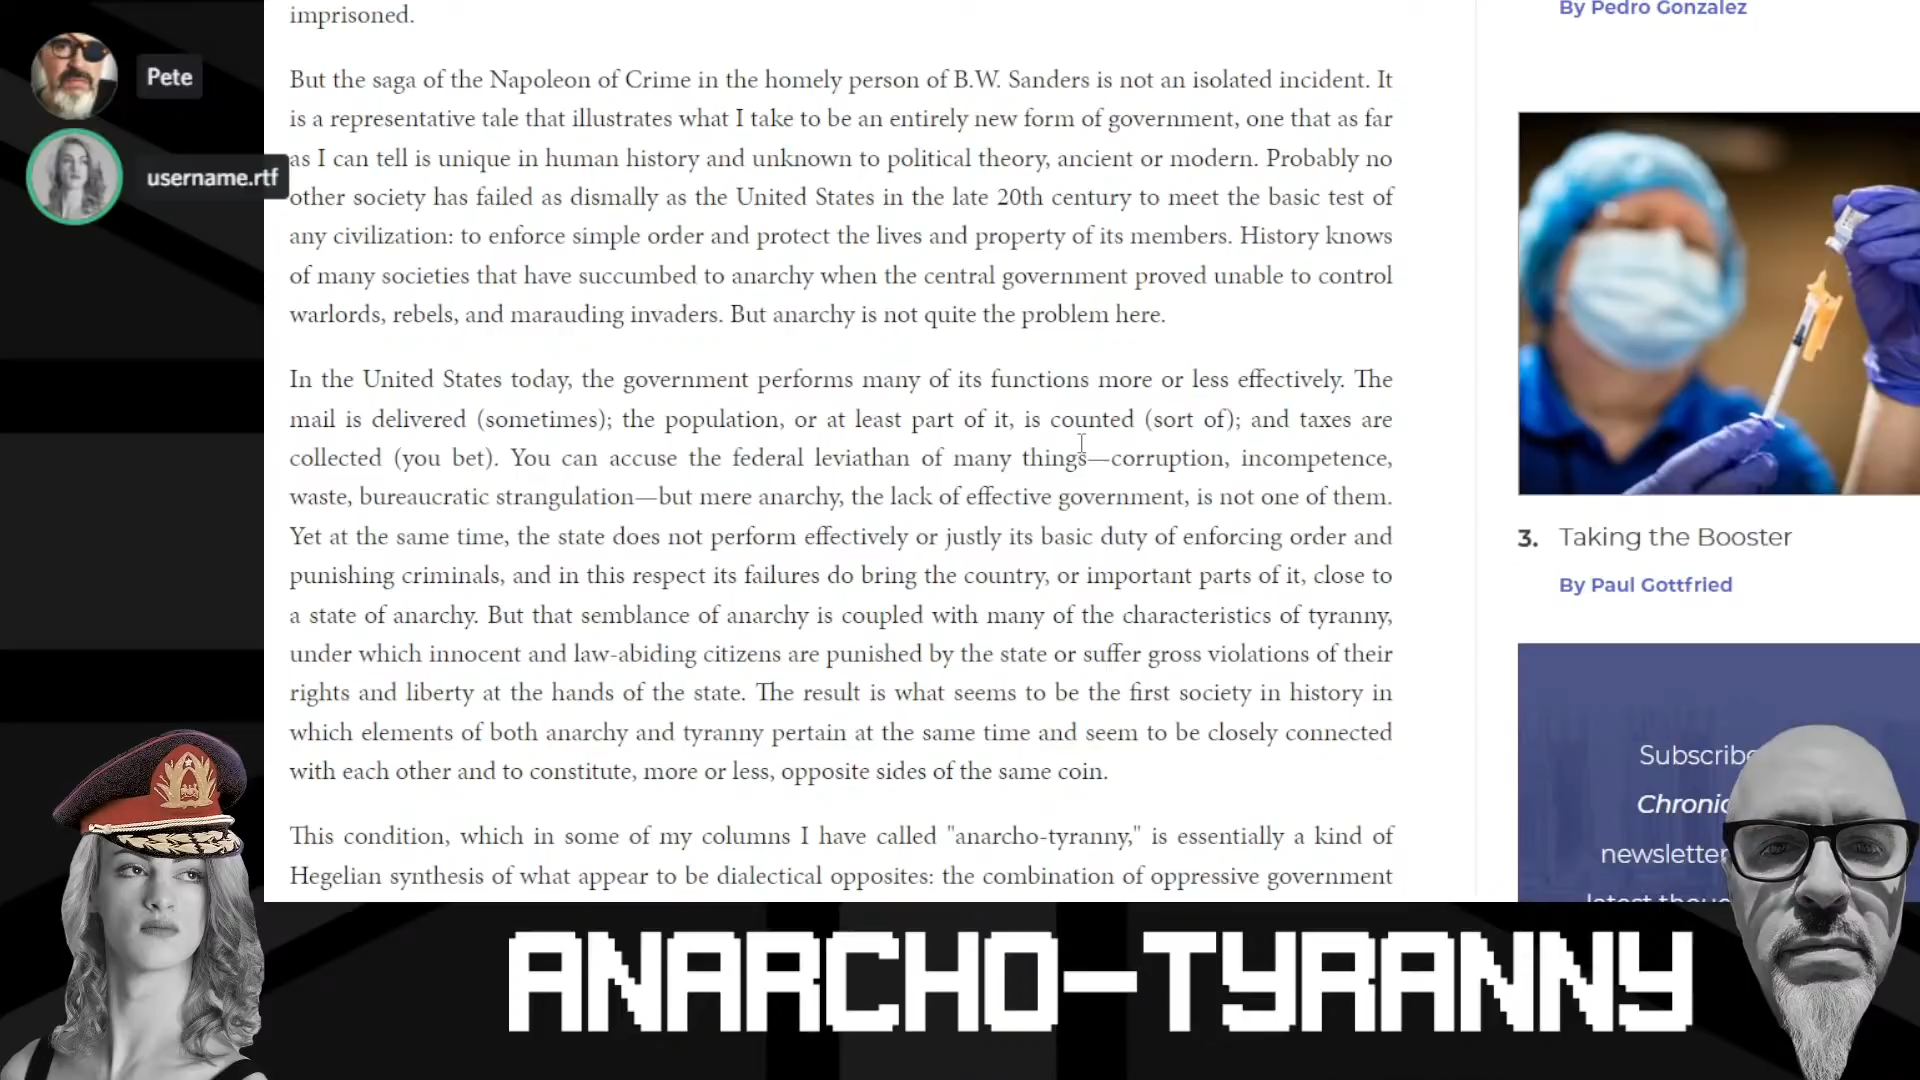 imprisoned.
But the saga of the Napoleon of Crime in the homely person of B.W. Sanders is not an isolated incident. It
is a representative tale that illustrates what I take to be an entirely new form of government, one that as far
as I can tell is unique in human history and unknown to political theory, ancient or modern. Probably no
other society has failed as dismally as the United States in the late 20th century to meet the basic test of
any civilization: to enforce simple order and protect the lives and property of its members. History knows
of many societies that have succumbed to anarchy when the central government proved unable to control
warlords, rebels, and marauding invaders. But anarchy is not quite the problem here.
In the United States today, the government performs many of its functions more or less effectively. The
mail is delivered (sometimes); the population, or at least part of it, is counted (sort of); and taxes are
collected (you bet). You can accuse the federal leviathan of many things—corruption, incompetence,
waste, bureaucratic strangulation—but mere anarchy, the lack of effective government, is not one of them.
Yet at the same time, the state does not perform effectively or justly its basic duty of enforcing order and
punishing criminals, and in this respect its failures do bring the country, or important parts of it, close to
a state of anarchy. But that semblance of anarchy is coupled with many of the characteristics of tyranny,
under which innocent and law-abiding citizens are punished by the state or suffer gross violations of their
rights and liberty at the hands of the state. The result is what seems to be the first society in history in
which elements of both anarchy and tyranny pertain at the same time and seem to be closely connected
with each other and to constitute, more or less, opposite sides of the same coin.
This condition, which in some of my columns I have called "anarcho-tyranny," is essentially a kind of
Hegelian synthesis of what appear to be dialectical opposites: the combination of oppressive government
Pete
username.rtf
By Pedro Gonzalez
3. Taking the Booster
By Paul Gottfried
Subscribe
Chronic
newsletter
ANARCHO-TYRANNY